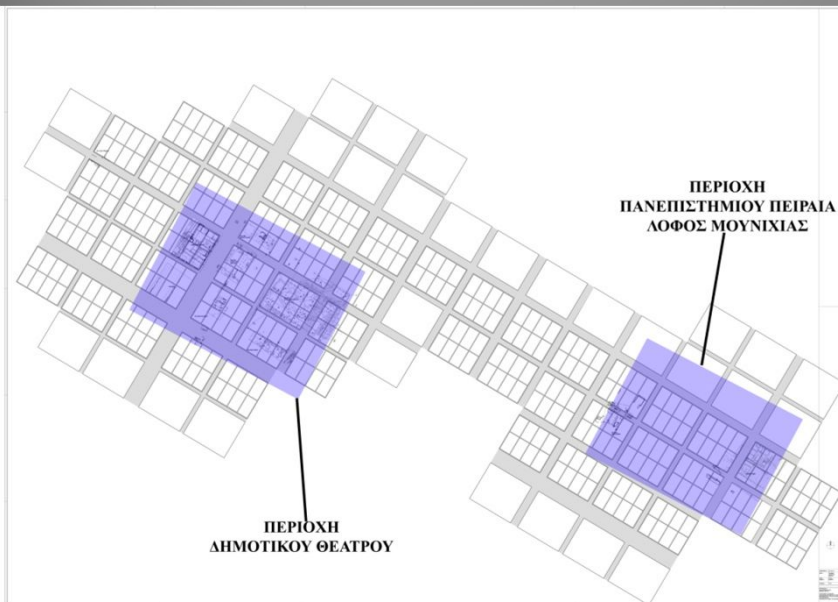 ΠΕΡΙΟΧΗ
ΠΑΝΕΠΙΣΤΗΜΙΟΥ ΠΕΙΡΑΙΑ
ΛΟΦΟΣ ΜΟΥΝΙΧΙΑΣ
ΠΕΡΙΟΧΗ
ΔΗΜΟΤΙΚΟΥ ΘΕΑΤΡΟΥ